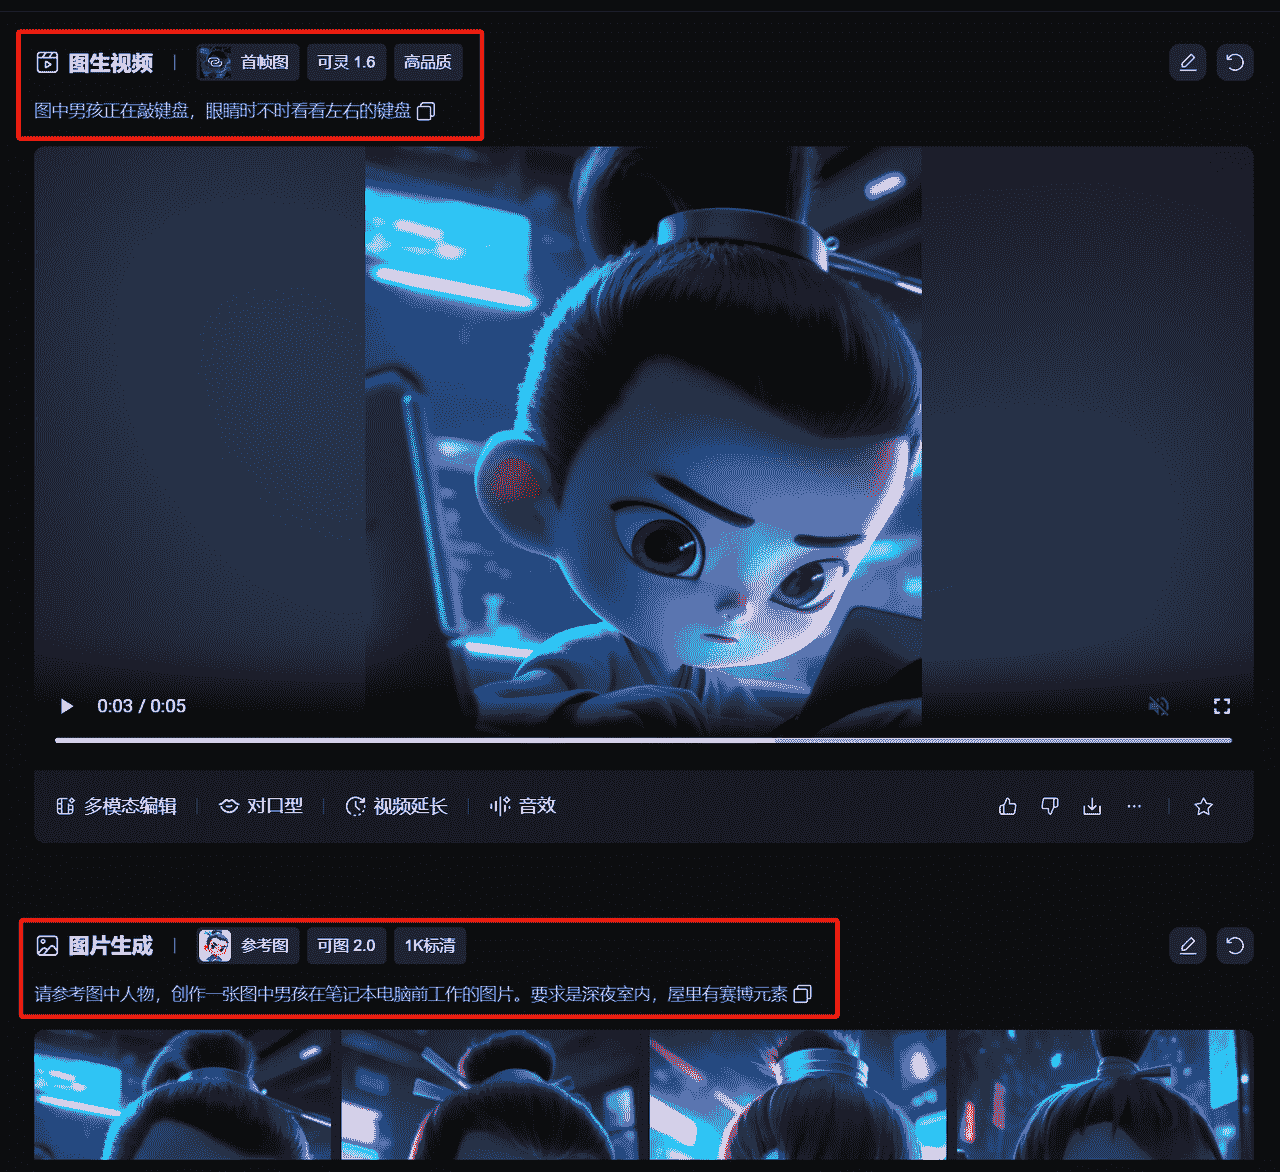 图生视频 首帧图 可灵 1.6 高品质
图中男孩正在敲键盘，眼睛时不时看看左右的键盘
0:03 / 0:05
多模态编辑 对口型 视频延长 音效
图片生成 参考图 可图 2.0 1K标清
请参考图中人物，创作一张图中男孩在笔记本电脑前工作的图片。要求是深夜室内，屋里有赛博元素